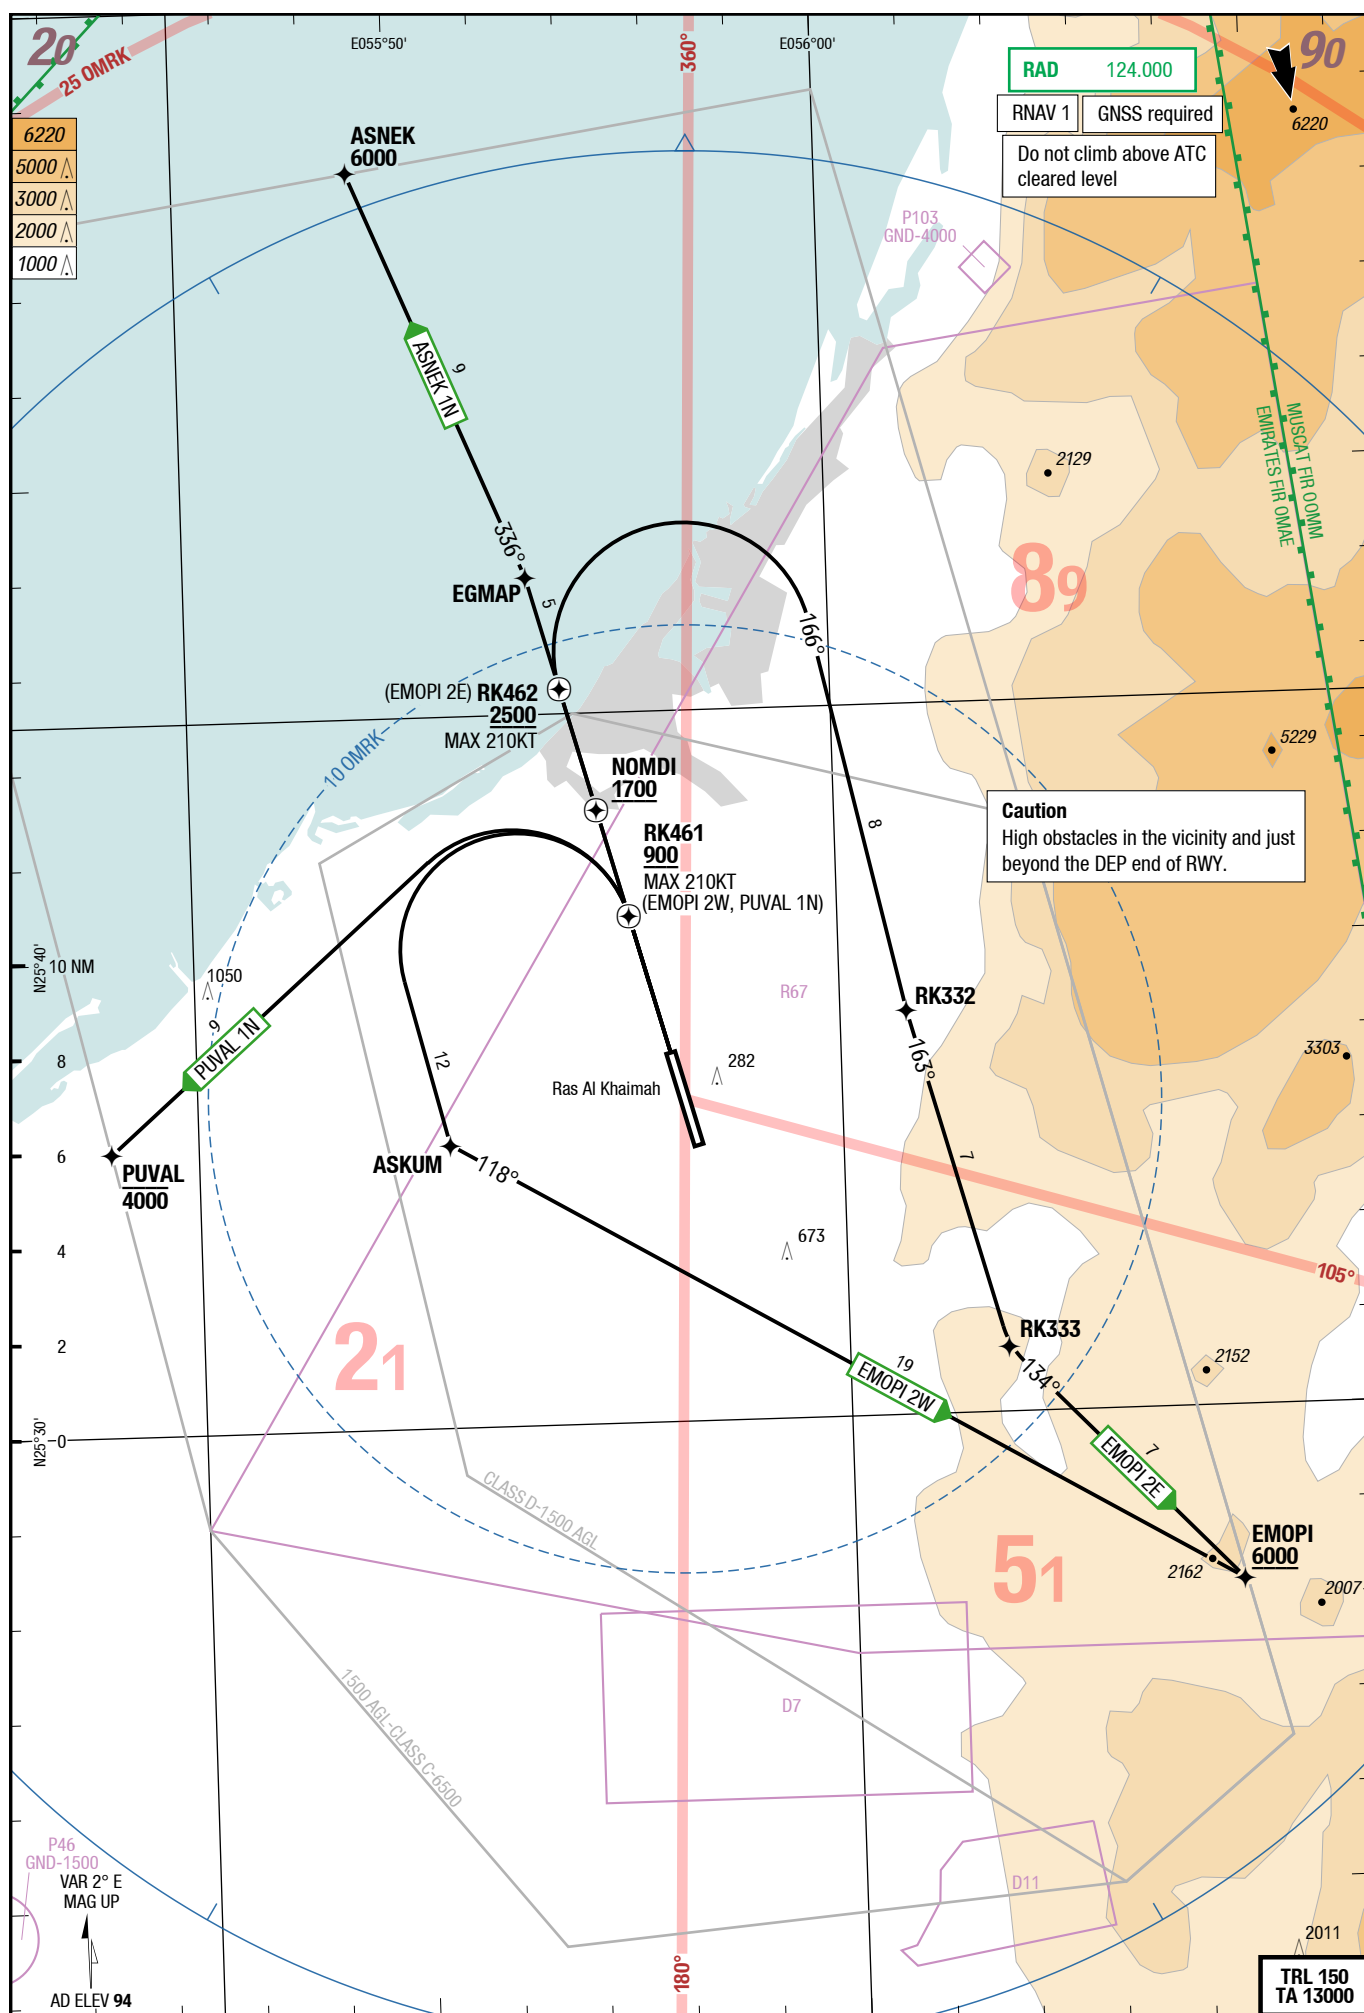 20
25 OMRK
E055°50'
360°
E056°00'
90
RAD 124.000
RNAV 1
GNSS required
Do not climb above ATC
cleared level
6220
6220
5000
3000
2000
1000
ASNEK
6000
P103
GND-4000
ASNEK 1N
9
MUSCAT FIR OOMM
EMIRATES FIR OMAE
2129
336°
EGMAP
5
89
166°
(EMOPI 2E) RK462
2500
MAX 210KT
10 OMRK
5229
NOMDI
1700
Caution
High obstacles in the vicinity and just
beyond the DEP end of RWY.
RK461
900
MAX 210KT
(EMOPI 2W, PUVAL 1N)
8
N25°40'
10 NM
1050
R67
RK332
9
PUVAL 1N
12
163°
3303
8
282
Ras Al Khaimah
6
PUVAL
4000
ASKUM
118°
7
4
673
105°
2
21
RK333
134°
2152
19
EMOPI 2W
N25°30'
0
7
EMOPI 2E
CLASS D-1500 AGL
EMOPI
6000
51
2162
2007
1500 AGL-CLASS C-6500
D7
P46
GND-1500
VAR 2° E
MAG UP
D11
2011
180°
AD ELEV 94
TRL 150
TA 13000